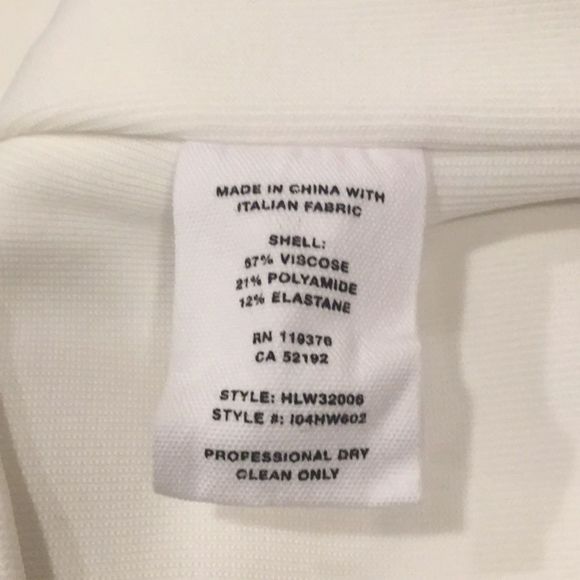 MADE IN CHINA WITH
ITALIAN FABRIC
SHELL:
67% VISCOSE
21% POLYAMIDE
12% ELASTANE
RN 119376
CA 52192
STYLE: HLW32006
STYLE #: I04HW602
PROFESSIONAL DRY
CLEAN ONLY